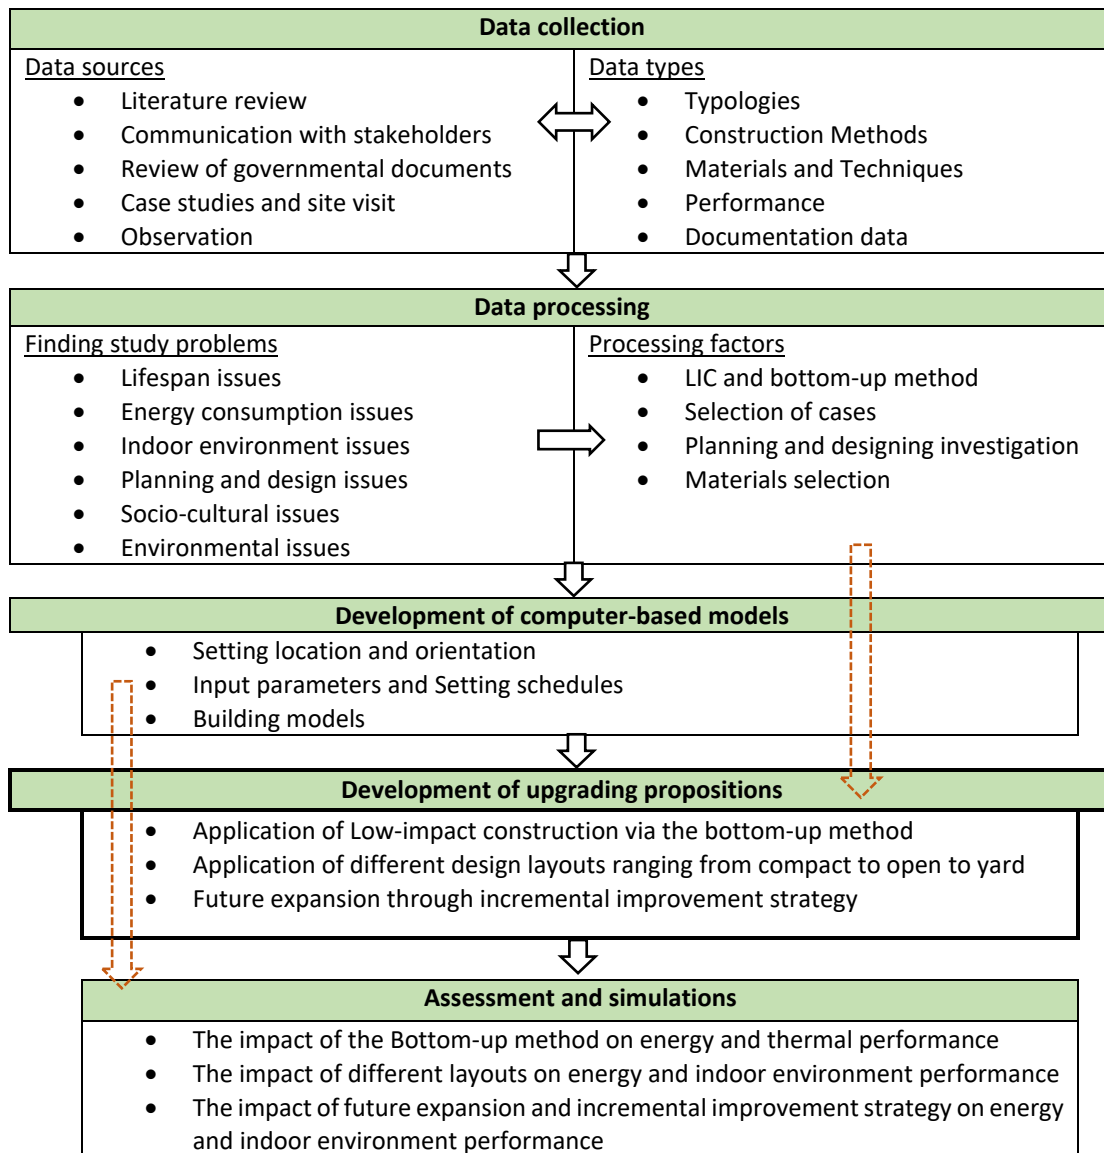 Data collection
Data sources
• Literature review
• Communication with stakeholders
• Review of governmental documents
• Case studies and site visit
• Observation
Data types
• Typologies
• Construction Methods
• Materials and Techniques
• Performance
• Documentation data
Data processing
Finding study problems
• Lifespan issues
• Energy consumption issues
• Indoor environment issues
• Planning and design issues
• Socio-cultural issues
• Environmental issues
Processing factors
• LIC and bottom-up method
• Selection of cases
• Planning and designing investigation
• Materials selection
Development of computer-based models
• Setting location and orientation
• Input parameters and Setting schedules
• Building models
Development of upgrading propositions
• Application of Low-impact construction via the bottom-up method
• Application of different design layouts ranging from compact to open to yard
• Future expansion through incremental improvement strategy
Assessment and simulations
• The impact of the Bottom-up method on energy and thermal performance
• The impact of different layouts on energy and indoor environment performance
• The impact of future expansion and incremental improvement strategy on energy
and indoor environment performance